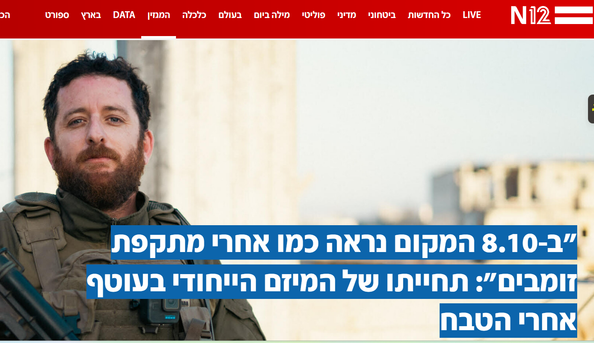 N12
LIVE כל החדשות ביטחוני מדיני פוליטי מילה ביום בעולם כלכלה המגזין DATA בארץ ספורט הכ
"ב-8.10 המקום נראה כמו אחרי מתקפת
זומבים": תחייתו של המיזם הייחודי בעוטף
אחרי הטבח